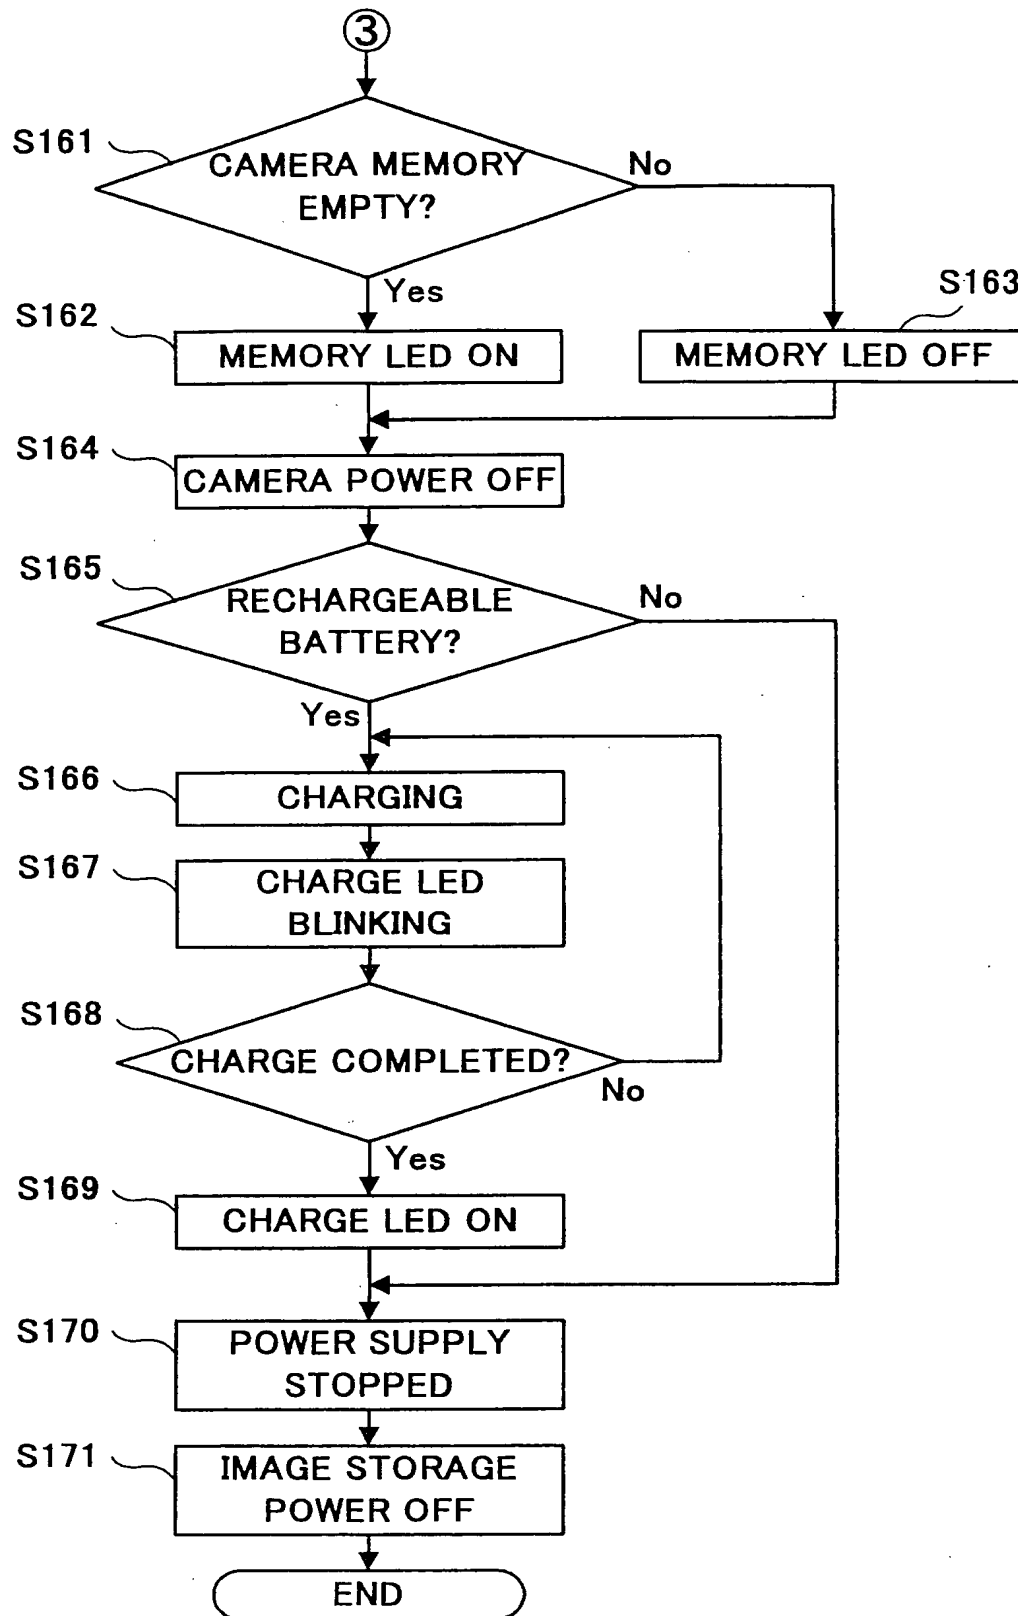 ③
S161
CAMERA MEMORY
EMPTY?
No
Yes
S162
MEMORY LED ON
S163
MEMORY LED OFF
S164
CAMERA POWER OFF
S165
RECHARGEABLE
BATTERY?
No
Yes
S166
CHARGING
S167
CHARGE LED
BLINKING
S168
CHARGE COMPLETED?
No
Yes
S169
CHARGE LED ON
S170
POWER SUPPLY
STOPPED
S171
IMAGE STORAGE
POWER OFF
END